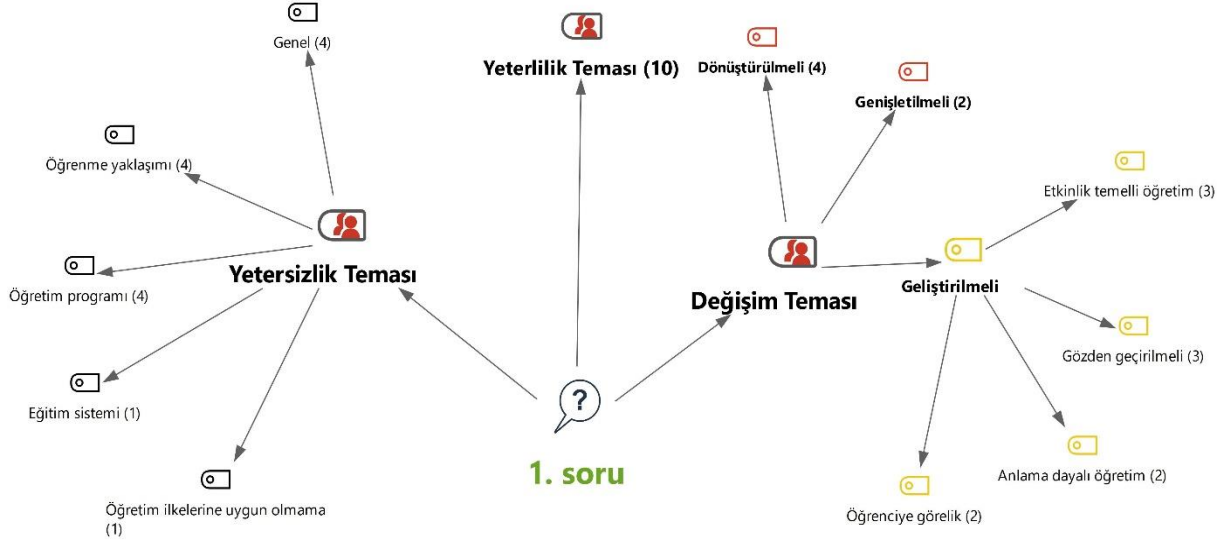 Genel (4)
Yeterlilik Teması (10)
Dönüştürülmeli (4)
Genişletilmeli (2)
Öğrenme yaklaşımı (4)
Etkinlik temelli öğretim (3)
Yetersizlik Teması
Öğretim programı (4)
Değişim Teması
Geliştirilmeli
Gözden geçirilmeli (3)
?
Eğitim sistemi (1)
1. soru
Anlama dayalı öğretim (2)
Öğretim ilkelerine uygun olmama
(1)
Öğrenciye görelik (2)